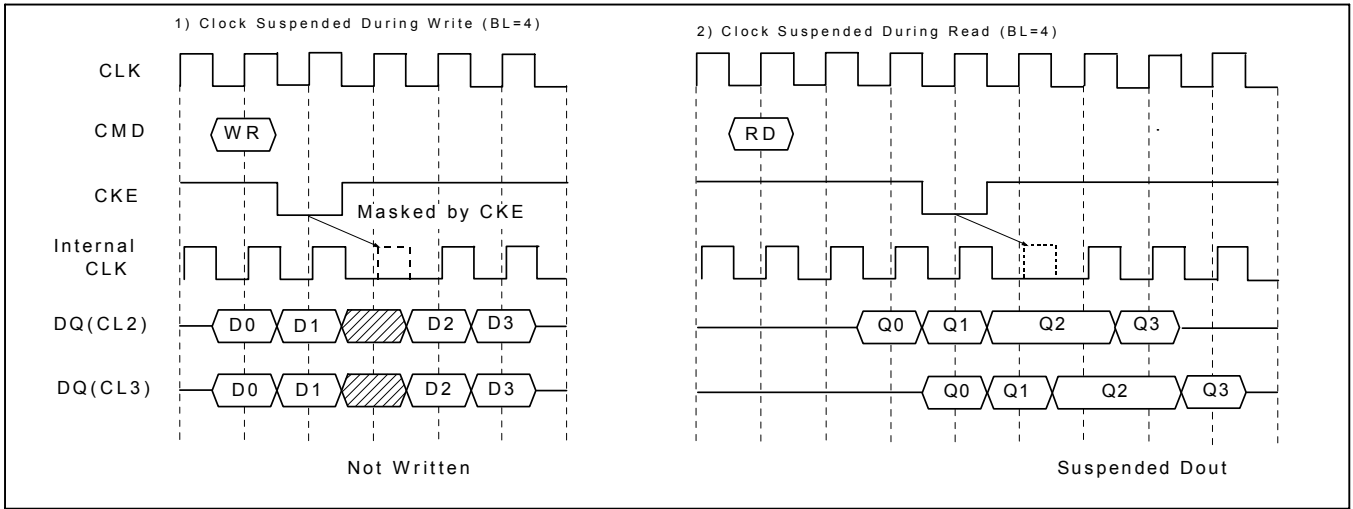 1) Clock Suspended During Write (BL=4)
CLK
CMD
WR
CKE
Masked by CKE
Internal
CLK
DQ(CL2)
D0 D1 D2 D3
DQ(CL3)
D0 D1 D2 D3
Not Written
2) Clock Suspended During Read (BL=4)
RD
Q0 Q1 Q2 Q3
Q0 Q1 Q2 Q3
Suspended Dout